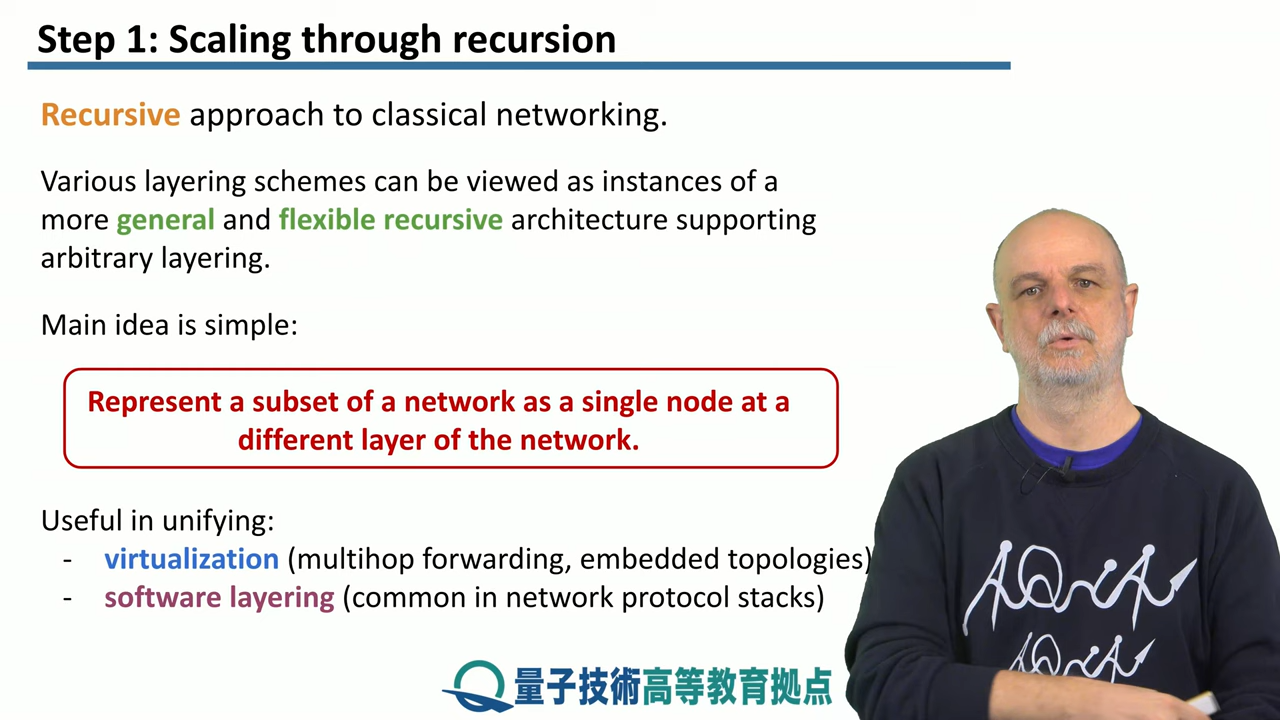 Step 1: Scaling through recursion
Recursive approach to classical networking.
Various layering schemes can be viewed as instances of a
more general and flexible recursive architecture supporting
arbitrary layering.
Main idea is simple:
Represent a subset of a network as a single node at a
different layer of the network.
Useful in unifying:
- virtualization (multihop forwarding, embedded topologies)
- software layering (common in network protocol stacks)
量子技術高等教育拠点